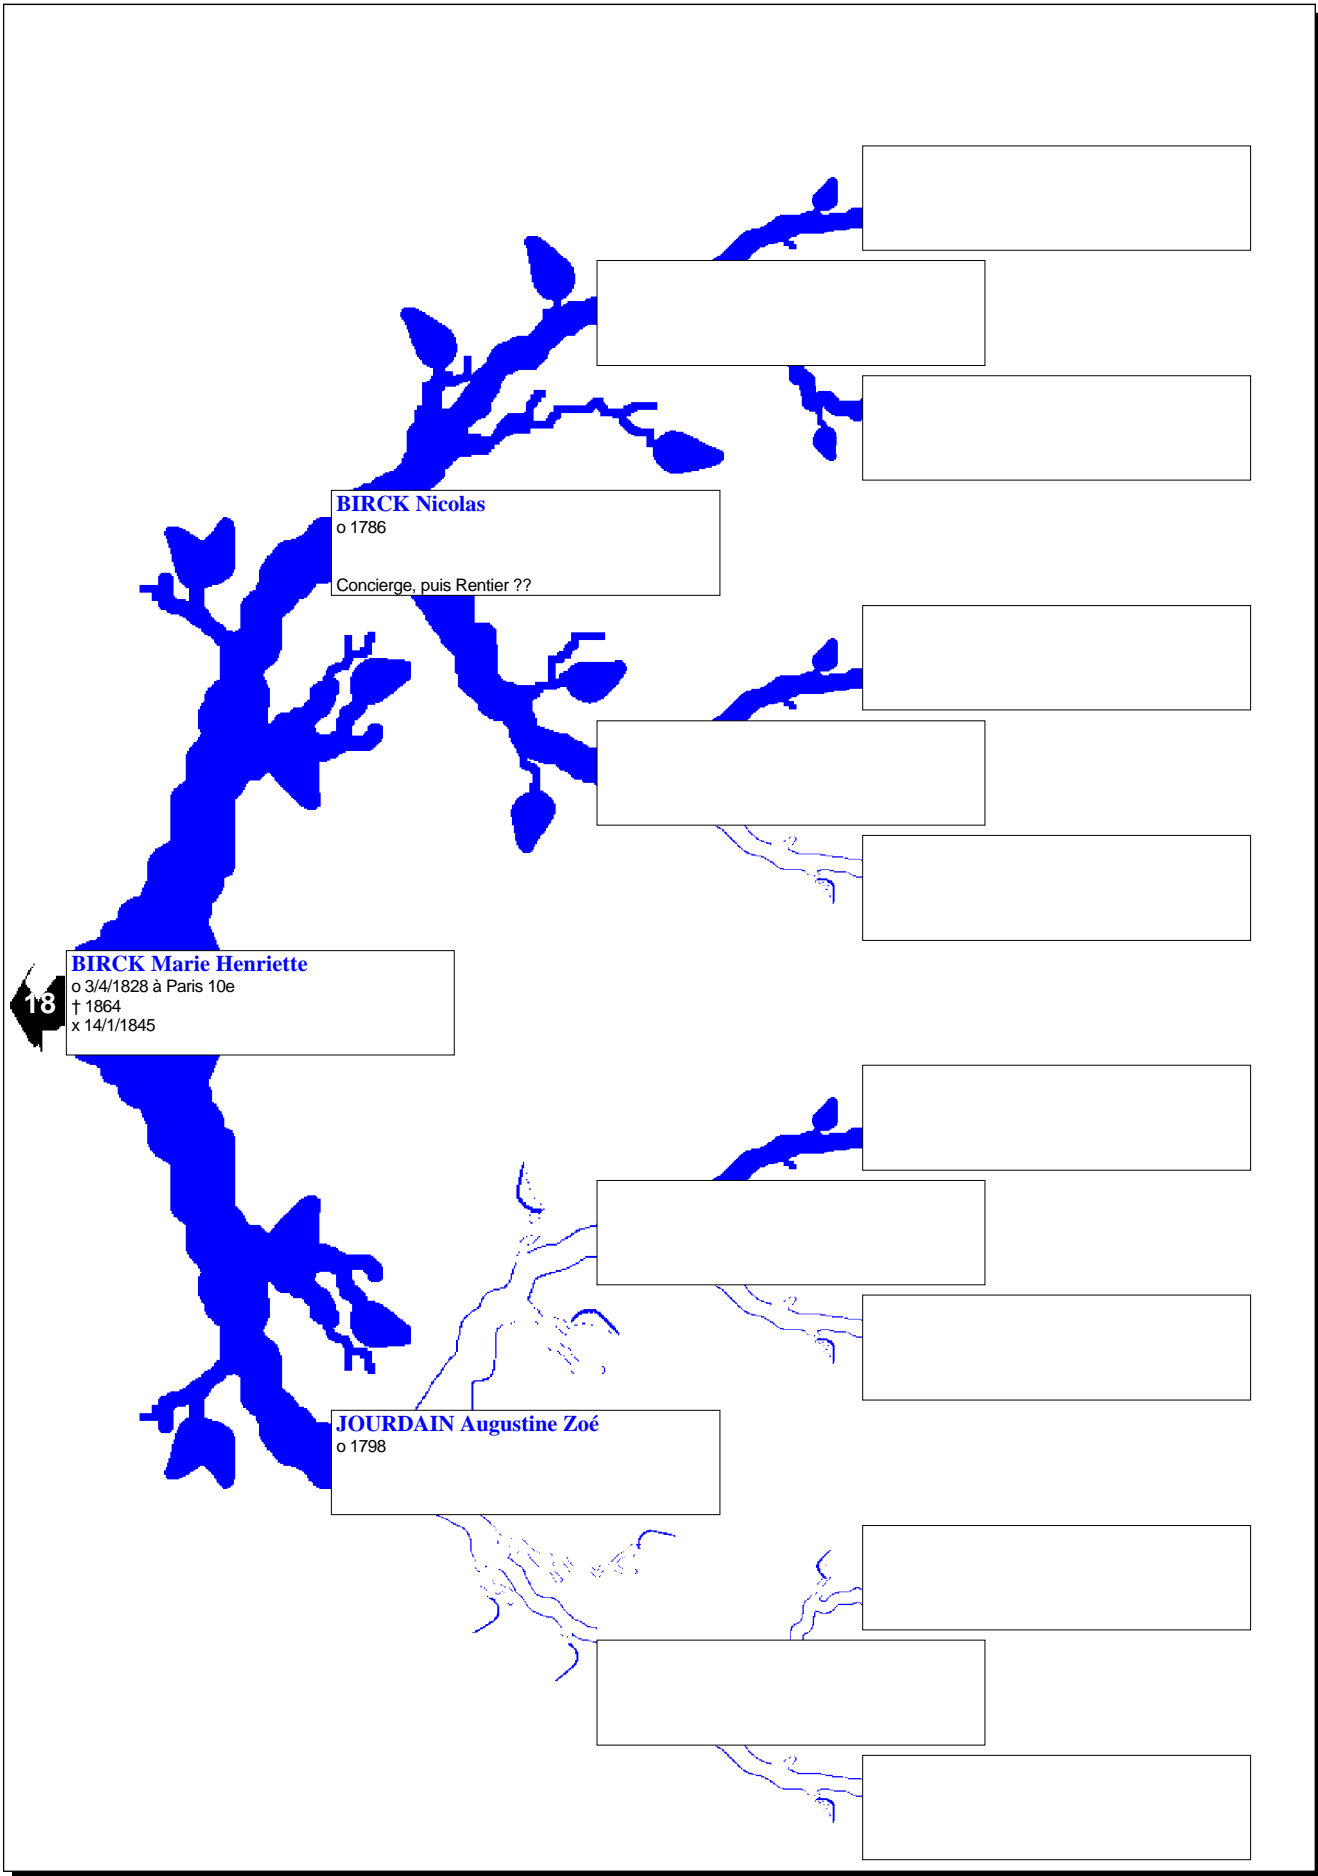 BIRCK Nicolas
o 1786
Concierge, puis Rentier ??
BIRCK Marie Henriette
o 3/4/1828 à Paris 10e
† 1864
x 14/1/1845
18
JOURDAIN Augustine Zoé
o 1798